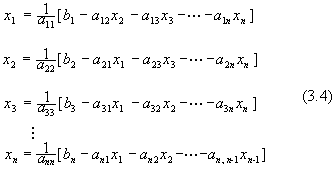 x₁ = 1/a₁₁ [ b₁ − a₁₂x₂ − a₁₃x₃ − ⋯ − a₁ₙxₙ ]
x₂ = 1/a₂₂ [ b₂ − a₂₁x₁ − a₂₃x₃ − ⋯ − a₂ₙxₙ ]
x₃ = 1/a₃₃ [ b₃ − a₃₁x₁ − a₃₂x₂ − ⋯ − a₃ₙxₙ ]
(3.4)
⋮
xₙ = 1/aₙₙ [ bₙ − aₙ₁x₁ − aₙ₂x₂ − ⋯ − aₙ,ₙ₋₁xₙ₋₁ ]